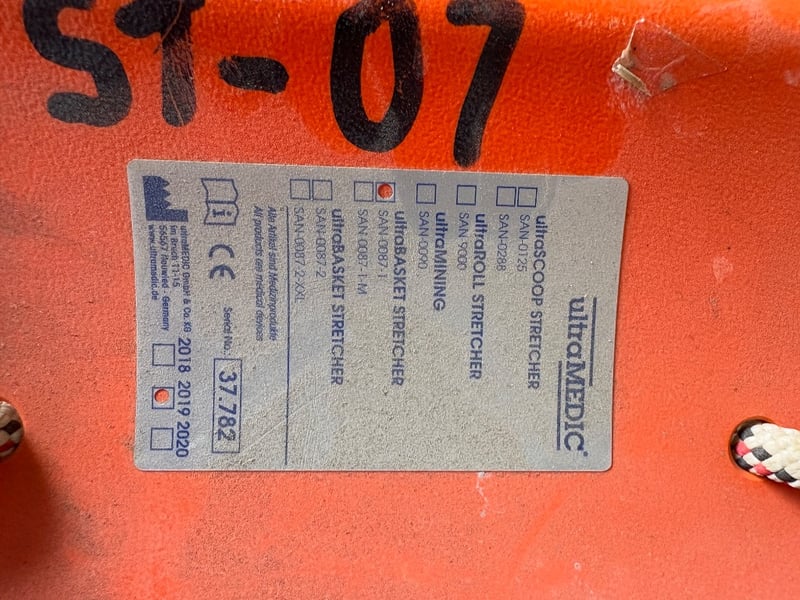 ST-07
ultraMEDIC®
ultraSCOOP STRETCHER
SAN-0125
SAN-0288
ultraROLL STRETCHER
SAN-9000
ultraMINING
SAN-0090
ultraBASKET STRETCHER
SAN-0087-1
SAN-0087-1-M
ultraBASKET STRETCHER
SAN-0087-2
SAN-0087-2-XXL
Alle Artikel sind Medizinprodukte
All products are medical devices
CE Serial No.: 37.782
ultraMEDIC GmbH & Co. KG
Im Bruch 11-15
56567 Neuwied - Germany
www.ultramedic.de
2018 2019 2020